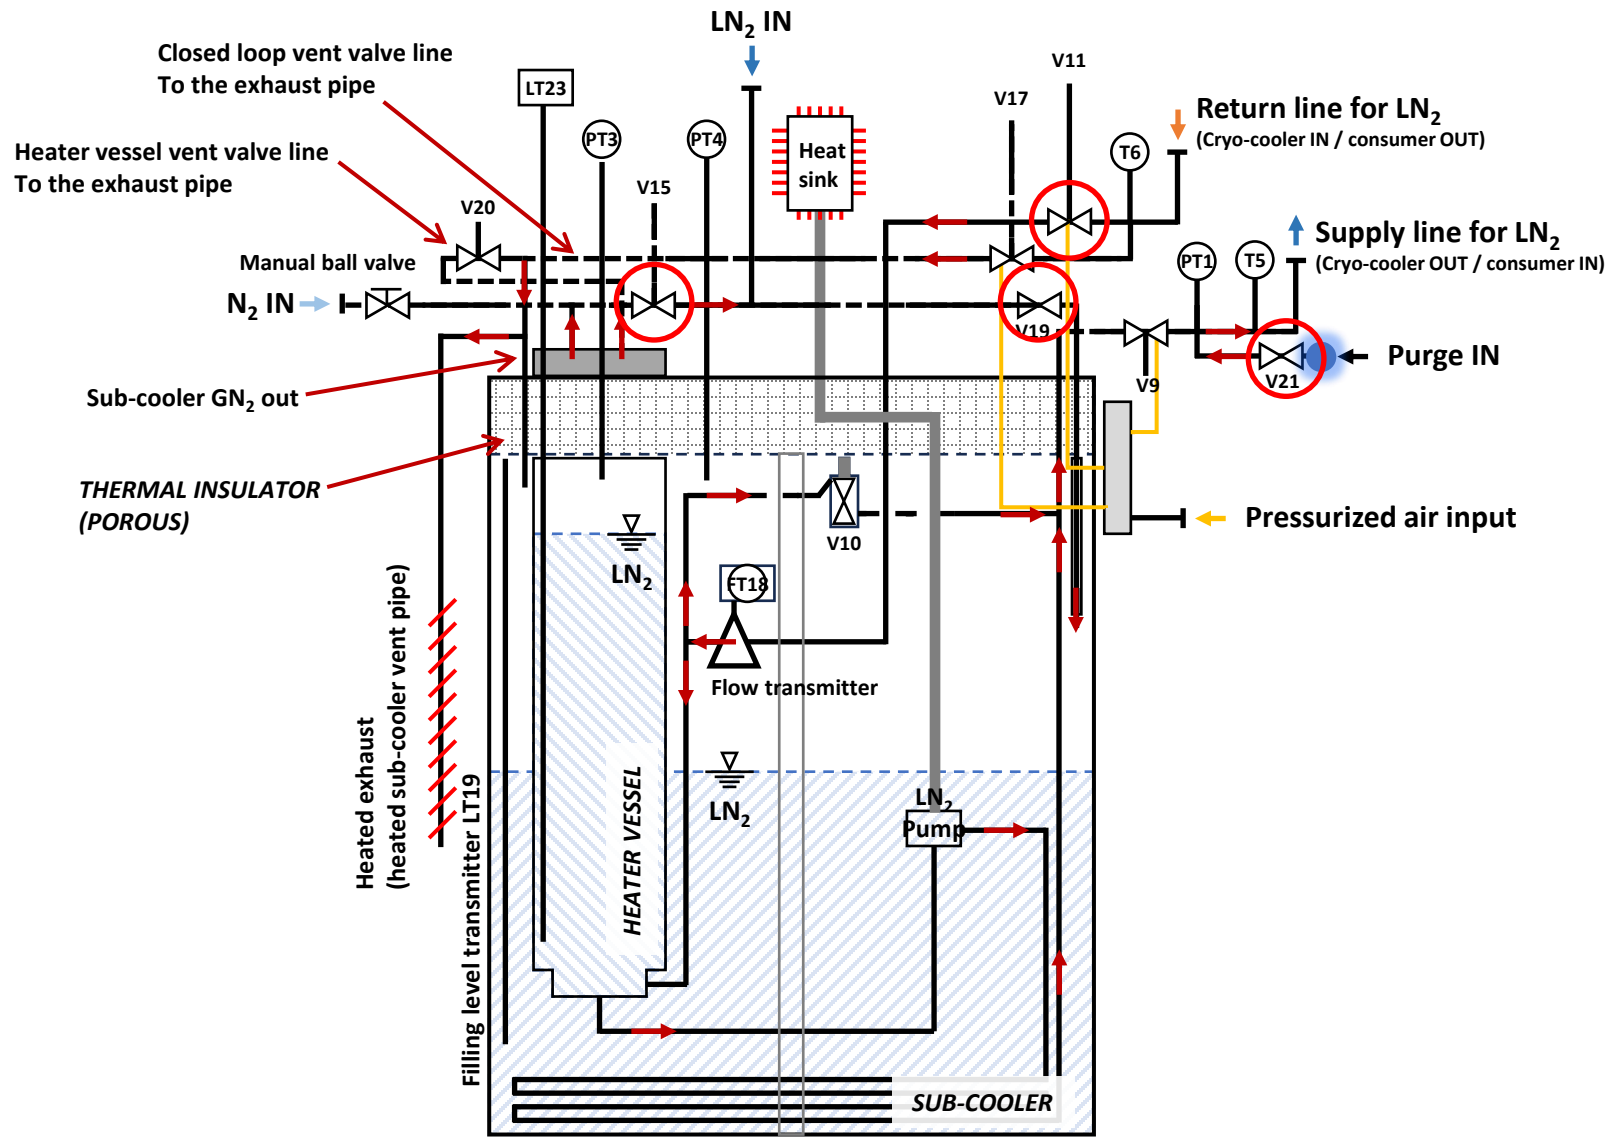 LN2 IN
Closed loop vent valve line
To the exhaust pipe
V11
LT23
V17
Return line for LN2
(Cryo-cooler IN / consumer OUT)
PT3
PT4
Heat
sink
T6
Heater vessel vent valve line
To the exhaust pipe
V15
V20
Supply line for LN2
(Cryo-cooler OUT / consumer IN)
Manual ball valve
PT1
T5
N2 IN
V19
Purge IN
V9
V21
Sub-cooler GN2 out
THERMAL INSULATOR
(POROUS)
Pressurized air input
V10
LN2
FT18
Flow transmitter
Heated exhaust
(heated sub-cooler vent pipe)
Filling level transmitter LT19
HEATER VESSEL
LN2
LN2
Pump
SUB-COOLER